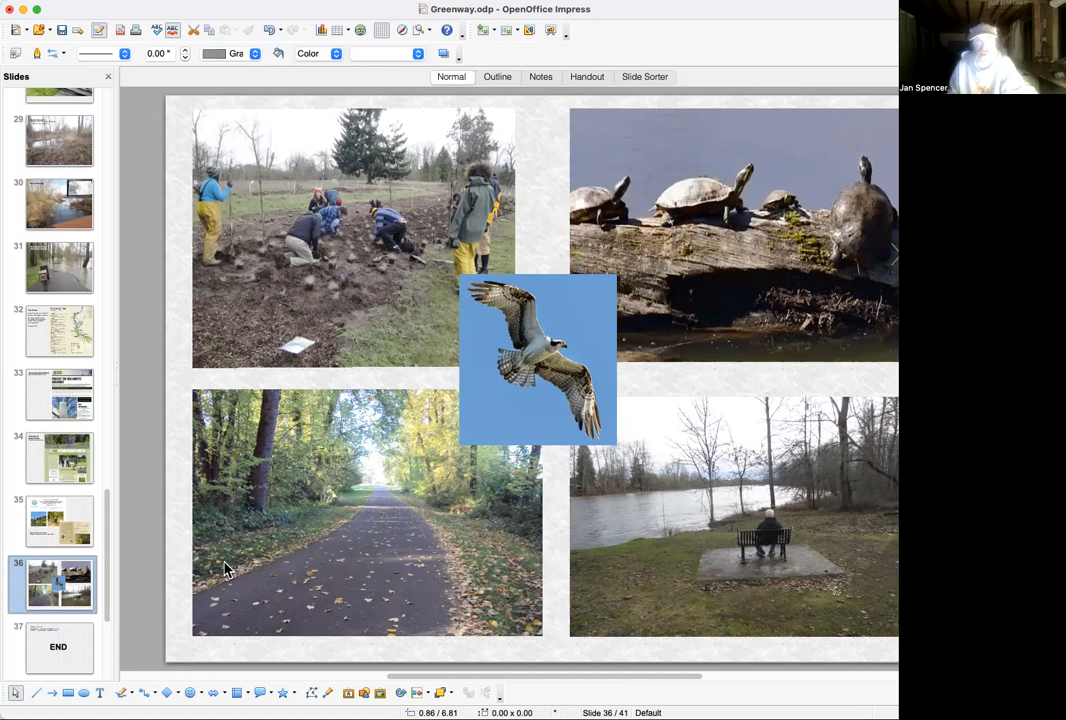 Greenway.odp - OpenOffice Impress
0.00 "
Gra
Color
Slides
Normal
Outline
Notes
Handout
Slide Sorter
Jan Spencer
29
30
31
32
33
34
35
36
37
END
0.86 / 6.81
0.00 x 0.00
Slide 36 / 41
Default